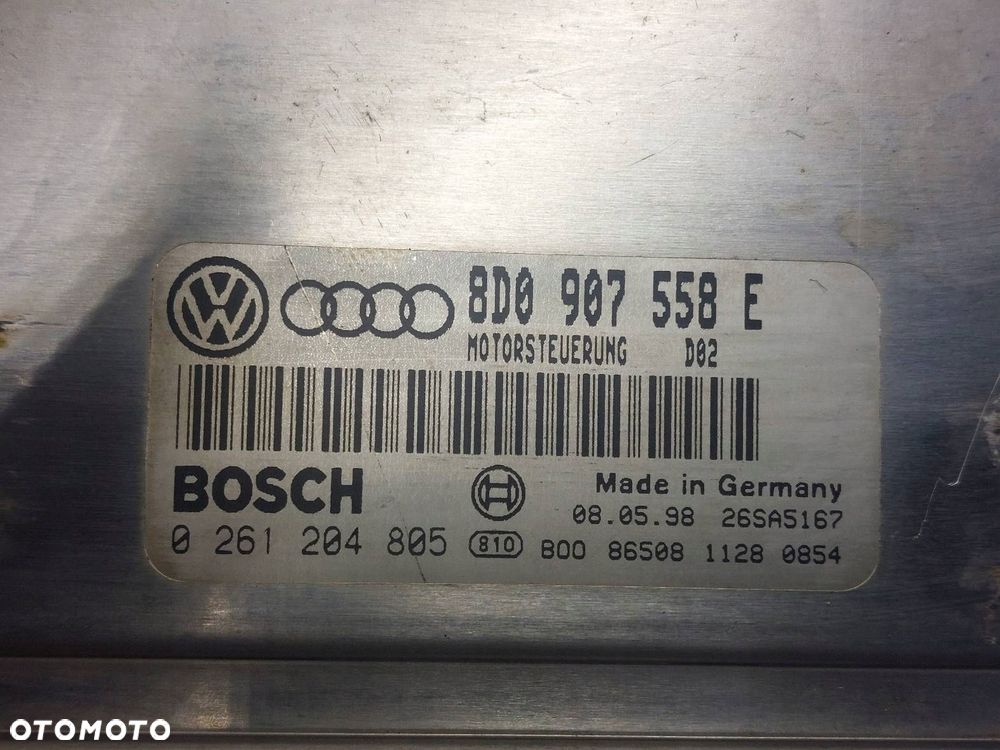 8D0 907 558 E
MOTORSTEUERUNG D02
BOSCH
Made in Germany
08.05.98 26SA5167
0 261 204 805 810 B00 86508 1128 0854
OTOMOTO